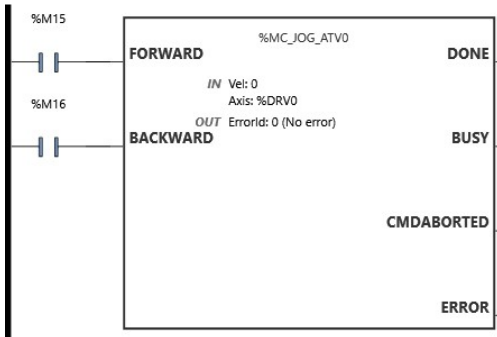 %M15
%MC_JOG_ATV0
FORWARD DONE
IN Vel: 0
Axis: %DRV0
%M16
OUT ErrorId: 0 (No error)
BACKWARD BUSY
CMDABORTED
ERROR